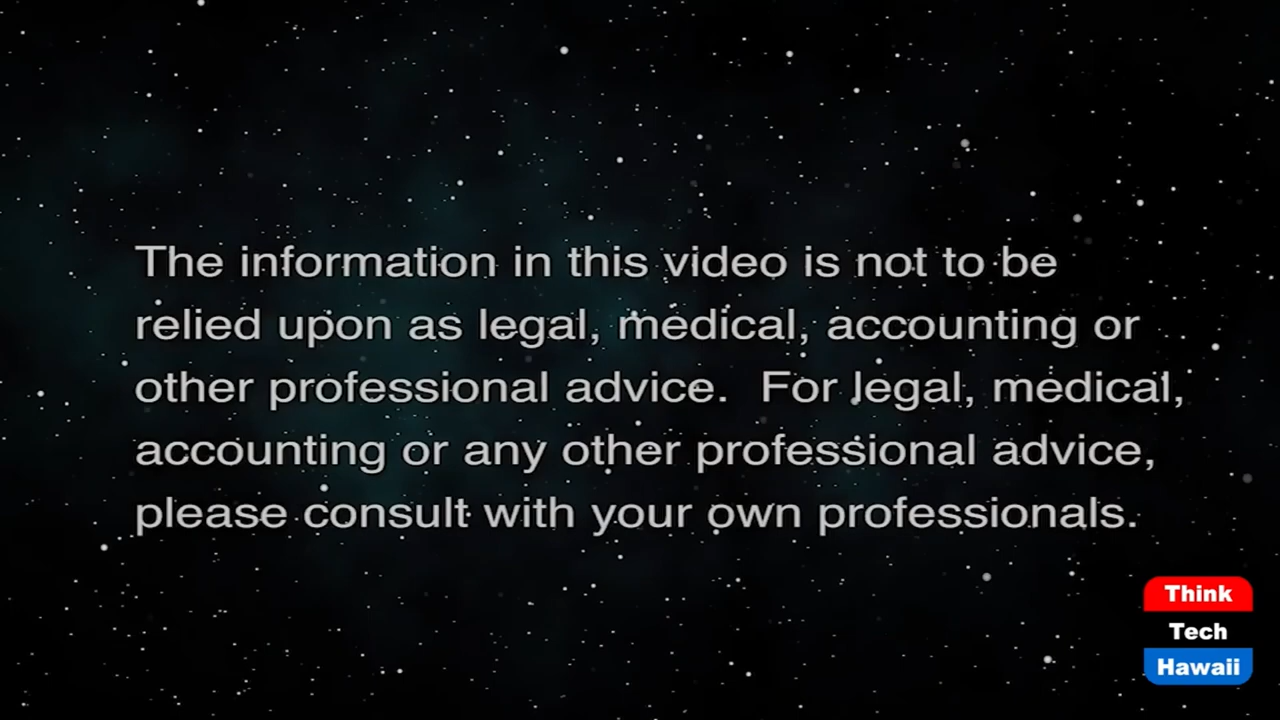 The information in this video is not to be
relied upon as legal, medical, accounting or
other professional advice.  For legal, medical,
accounting or any other professional advice,
please consult with your own professionals.
Think
Tech
Hawaii